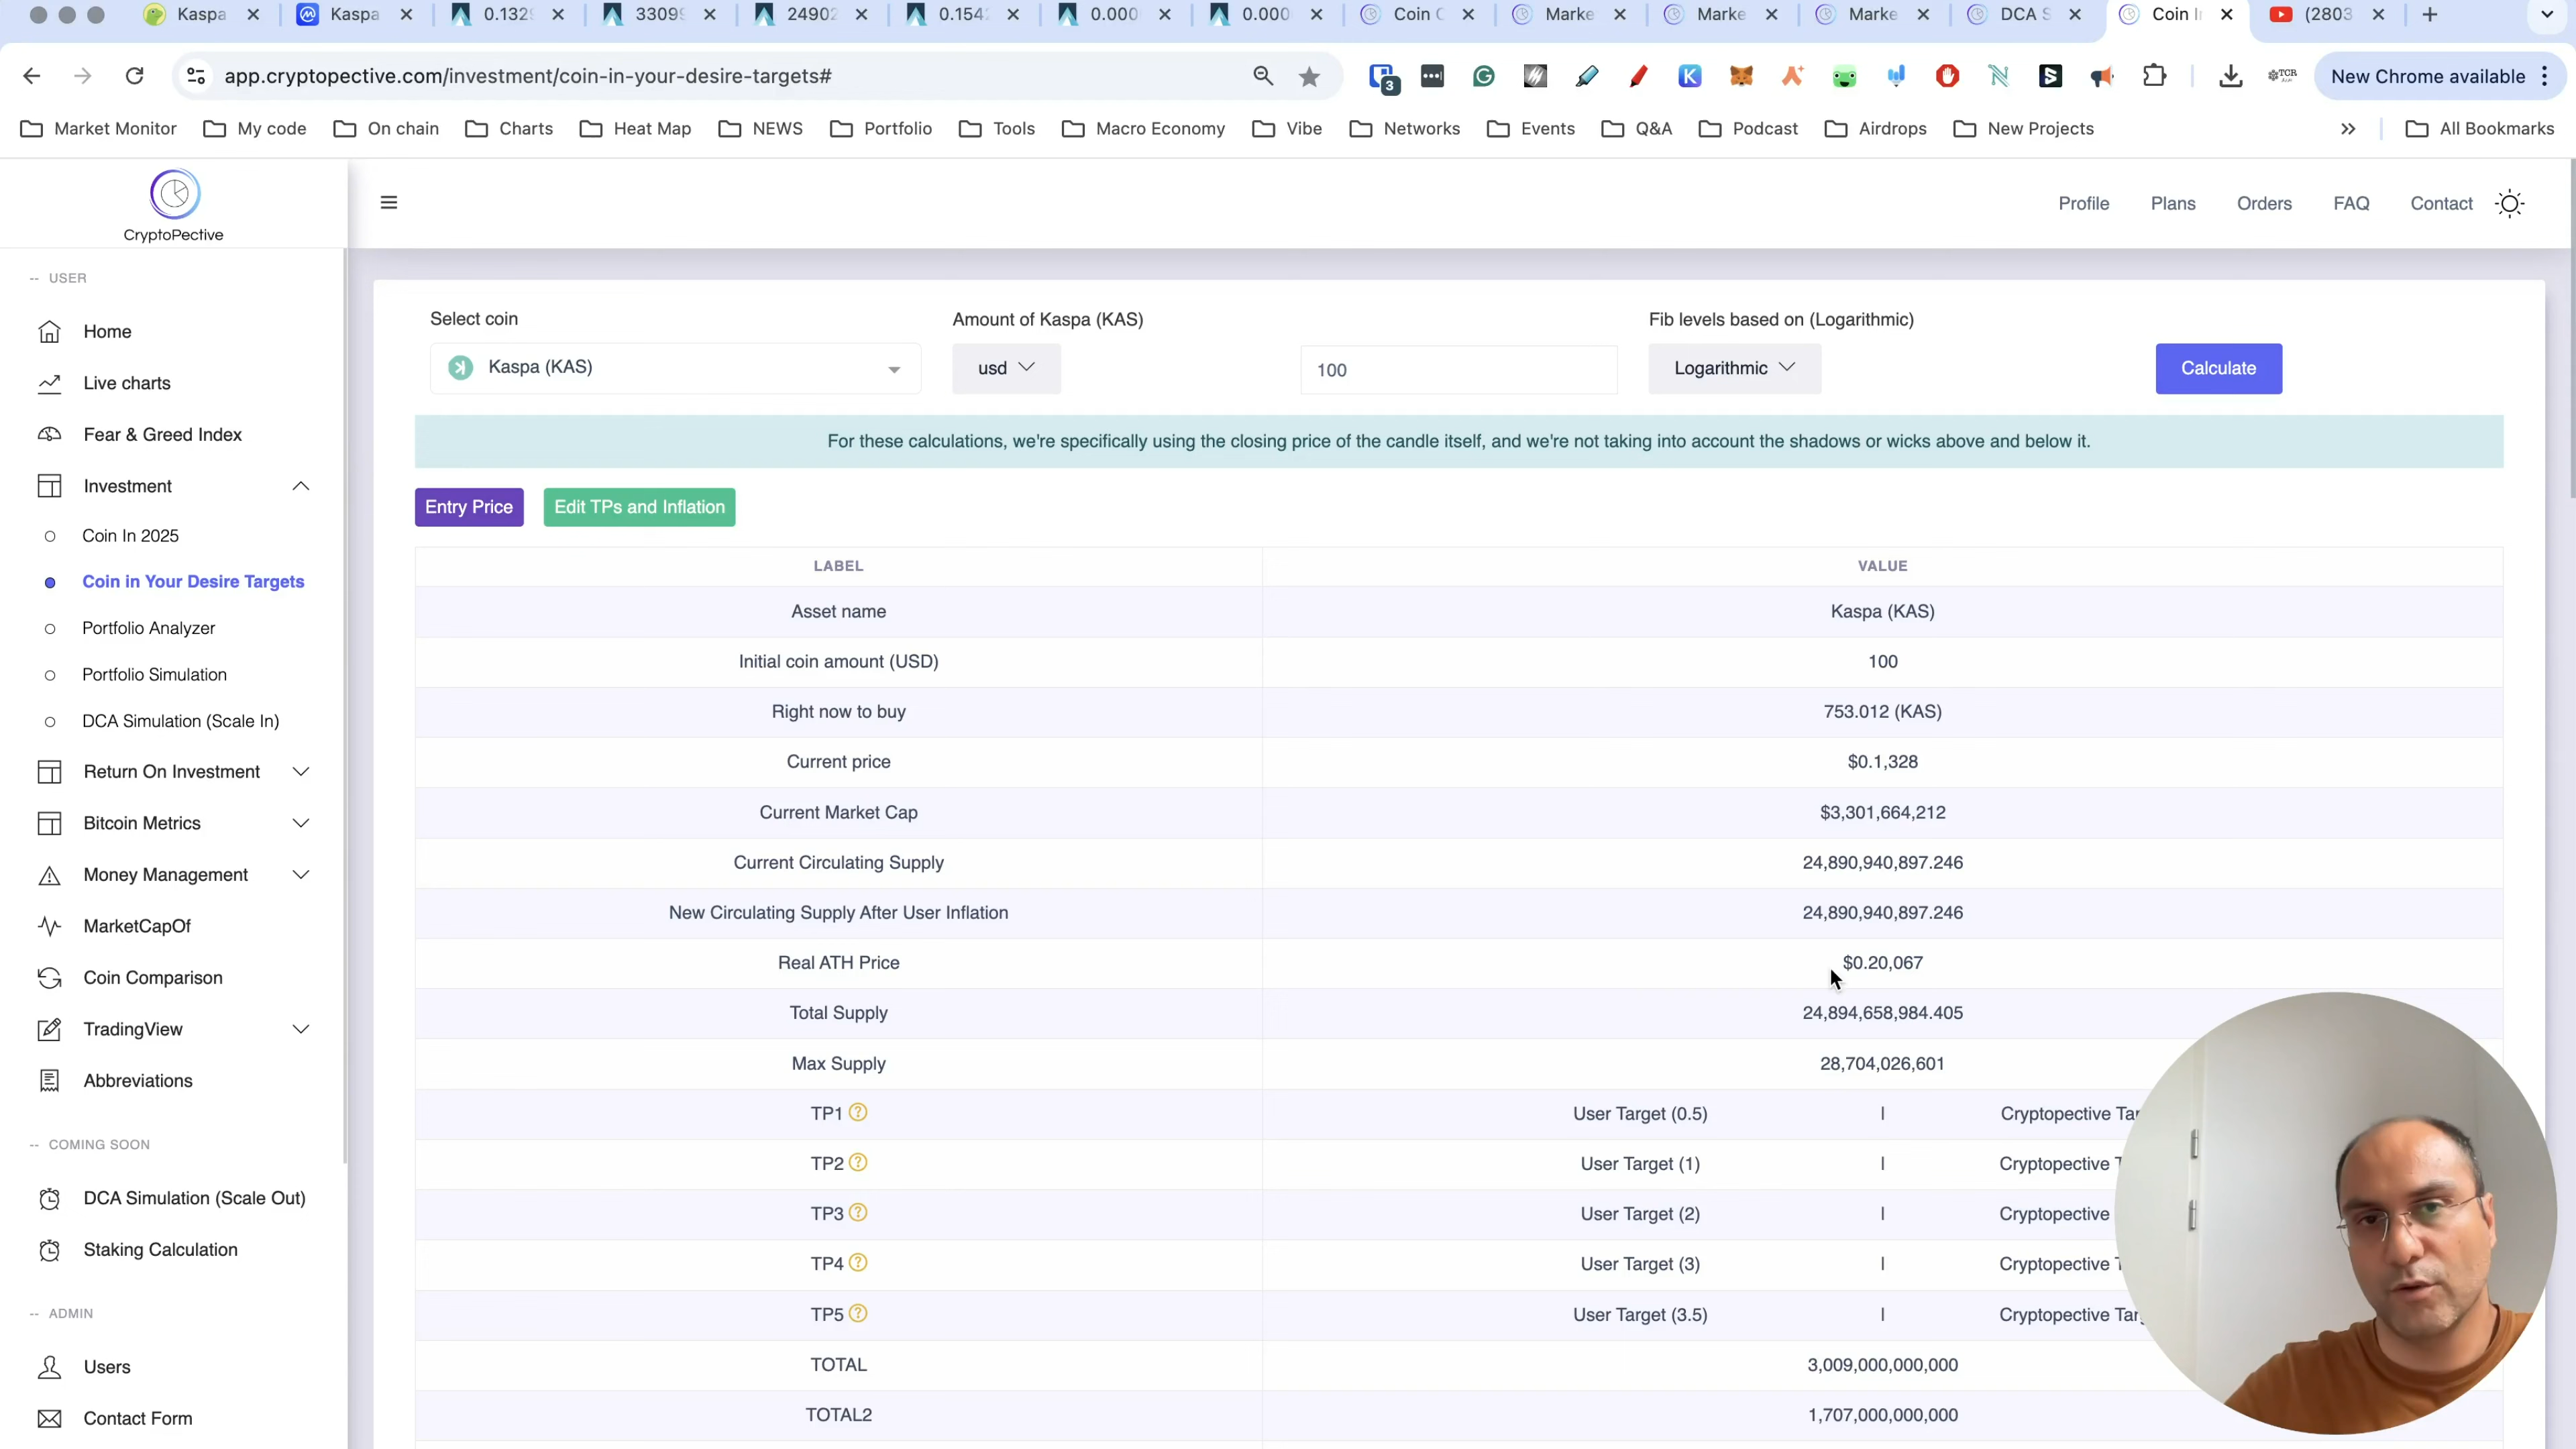 Kaspa
Kaspa
0.132
3309
2490
0.154
0.000
0.000
Coin
Marke
Marke
Marke
DCA S
Coin I
(2803
app.cryptopective.com/investment/coin-in-your-desire-targets#
3
New Chrome available
Market Monitor My code On chain Charts Heat Map NEWS Portfolio Tools Macro Economy Vibe Networks Events Q&A Podcast Airdrops New Projects » All Bookmarks
CryptoPective
Profile Plans Orders FAQ Contact
-- USER
Home
Live charts
Fear & Greed Index
Investment
Coin In 2025
Coin in Your Desire Targets
Portfolio Analyzer
Portfolio Simulation
DCA Simulation (Scale In)
Return On Investment
Bitcoin Metrics
Money Management
MarketCapOf
Coin Comparison
TradingView
Abbreviations
-- COMING SOON
DCA Simulation (Scale Out)
Staking Calculation
-- ADMIN
Users
Contact Form
Select coin
Kaspa (KAS)
Amount of Kaspa (KAS)
usd
100
Fib levels based on (Logarithmic)
Logarithmic
Calculate
For these calculations, we're specifically using the closing price of the candle itself, and we're not taking into account the shadows or wicks above and below it.
Entry Price
Edit TPs and Inflation
LABEL VALUE
Asset name Kaspa (KAS)
Initial coin amount (USD) 100
Right now to buy 753.012 (KAS)
Current price $0.1,328
Current Market Cap $3,301,664,212
Current Circulating Supply 24,890,940,897.246
New Circulating Supply After User Inflation 24,890,940,897.246
Real ATH Price $0.20,067
Total Supply 24,894,658,984.405
Max Supply 28,704,026,601
TP1 User Target (0.5) | Cryptopective Tar
TP2 User Target (1) | Cryptopective T
TP3 User Target (2) | Cryptopective
TP4 User Target (3) | Cryptopective T
TP5 User Target (3.5) | Cryptopective Tar
TOTAL 3,009,000,000,000
TOTAL2 1,707,000,000,000